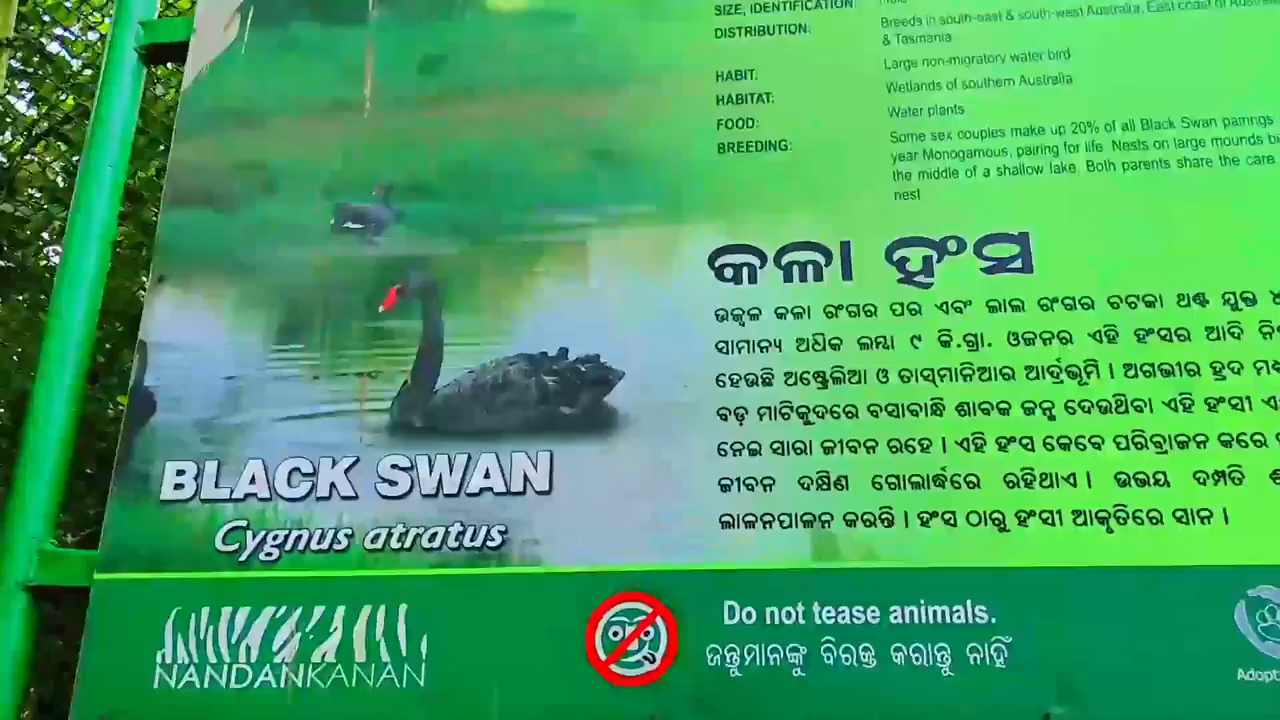 SIZE, IDENTIFICATION
DISTRIBUTION: Breeds in south-east & south-west Australia, East coast of
& Tasmania
HABIT: Large non-migratory water bird
HABITAT: Wetlands of southern Australia
FOOD: Water plants
BREEDING: Some sex couples make up 20% of all Black Swan pairings
year Monogamous, pairing for life. Nests on large mounds
the middle of a shallow lake. Both parents share the care
nest
କଳା ହଂସ
ଉଜ୍ଜ୍ଵଳ କଳା ରଂଗର ପର ଏବଂ ଲାଲ ରଂଗର ଚଟକା ଥଣ୍ଟ ଯୁକ୍ତ
ସାମାନ୍ୟ ଅଧିକ ଲମ୍ଵା ୯ କି.ଗ୍ରା. ଓଜନର ଏହି ହଂସର ଆଦି
ହେଉଛି ଅଷ୍ଟ୍ରେଲିଆ ଓ ତାସ୍ମାନିଆର ଆର୍ଦ୍ରଭୂମି । ଅଗଭୀର ହ୍ରଦ
ବଡ଼ ମାଟିକୁଦରେ ବସାବାନ୍ଧି ଶାବକ ଜନ୍ମ ଦେଉଥିବା ଏହି ହଂସୀ
ନେଇ ସାରା ଜୀବନ ରହେ । ଏହି ହଂସ କେବେ ପରିବ୍ରାଜନ କରେ
ଜୀବନ ଦକ୍ଷିଣ ଗୋଲାର୍ଦ୍ଧରେ ରହିଥାଏ । ଉଭୟ ଦମ୍ପତି
ଲାଳନପାଳନ କରନ୍ତି । ହଂସ ଠାରୁ ହଂସୀ ଆକୃତିରେ ସାନ ।
BLACK SWAN
Cygnus atratus
NANDANKANAN
Do not tease animals.
ଜନ୍ତୁମାନଙ୍କୁ ବିରକ୍ତ କରନ୍ତୁ ନାହିଁ
Adopt